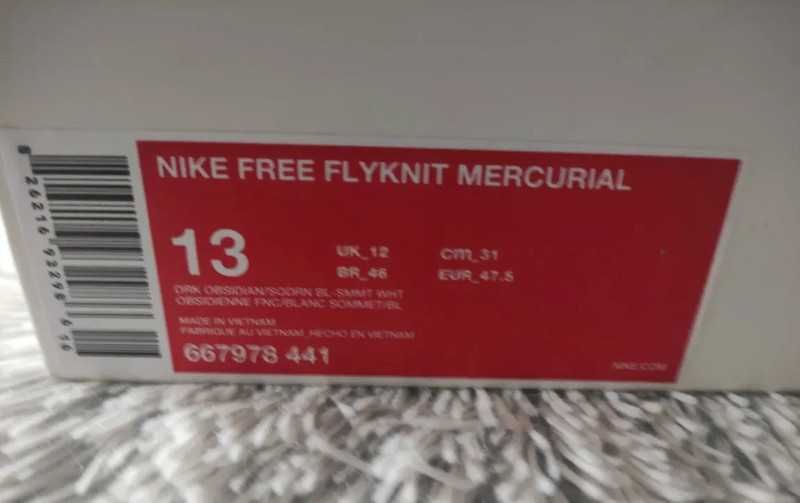 NIKE FREE FLYKNIT MERCURIAL
13
UK_12 cm_31
BR_46 EUR_47.5
DRK OBSIDIAN/SQDRN BL-SMMT WHT
OBSIDIENNE FNC/BLANC SOMMET/BL
MADE IN VIETNAM
FABRIQUE AU VIETNAM_HECHO EN VIETNAM
667978 441
NIKE.COM